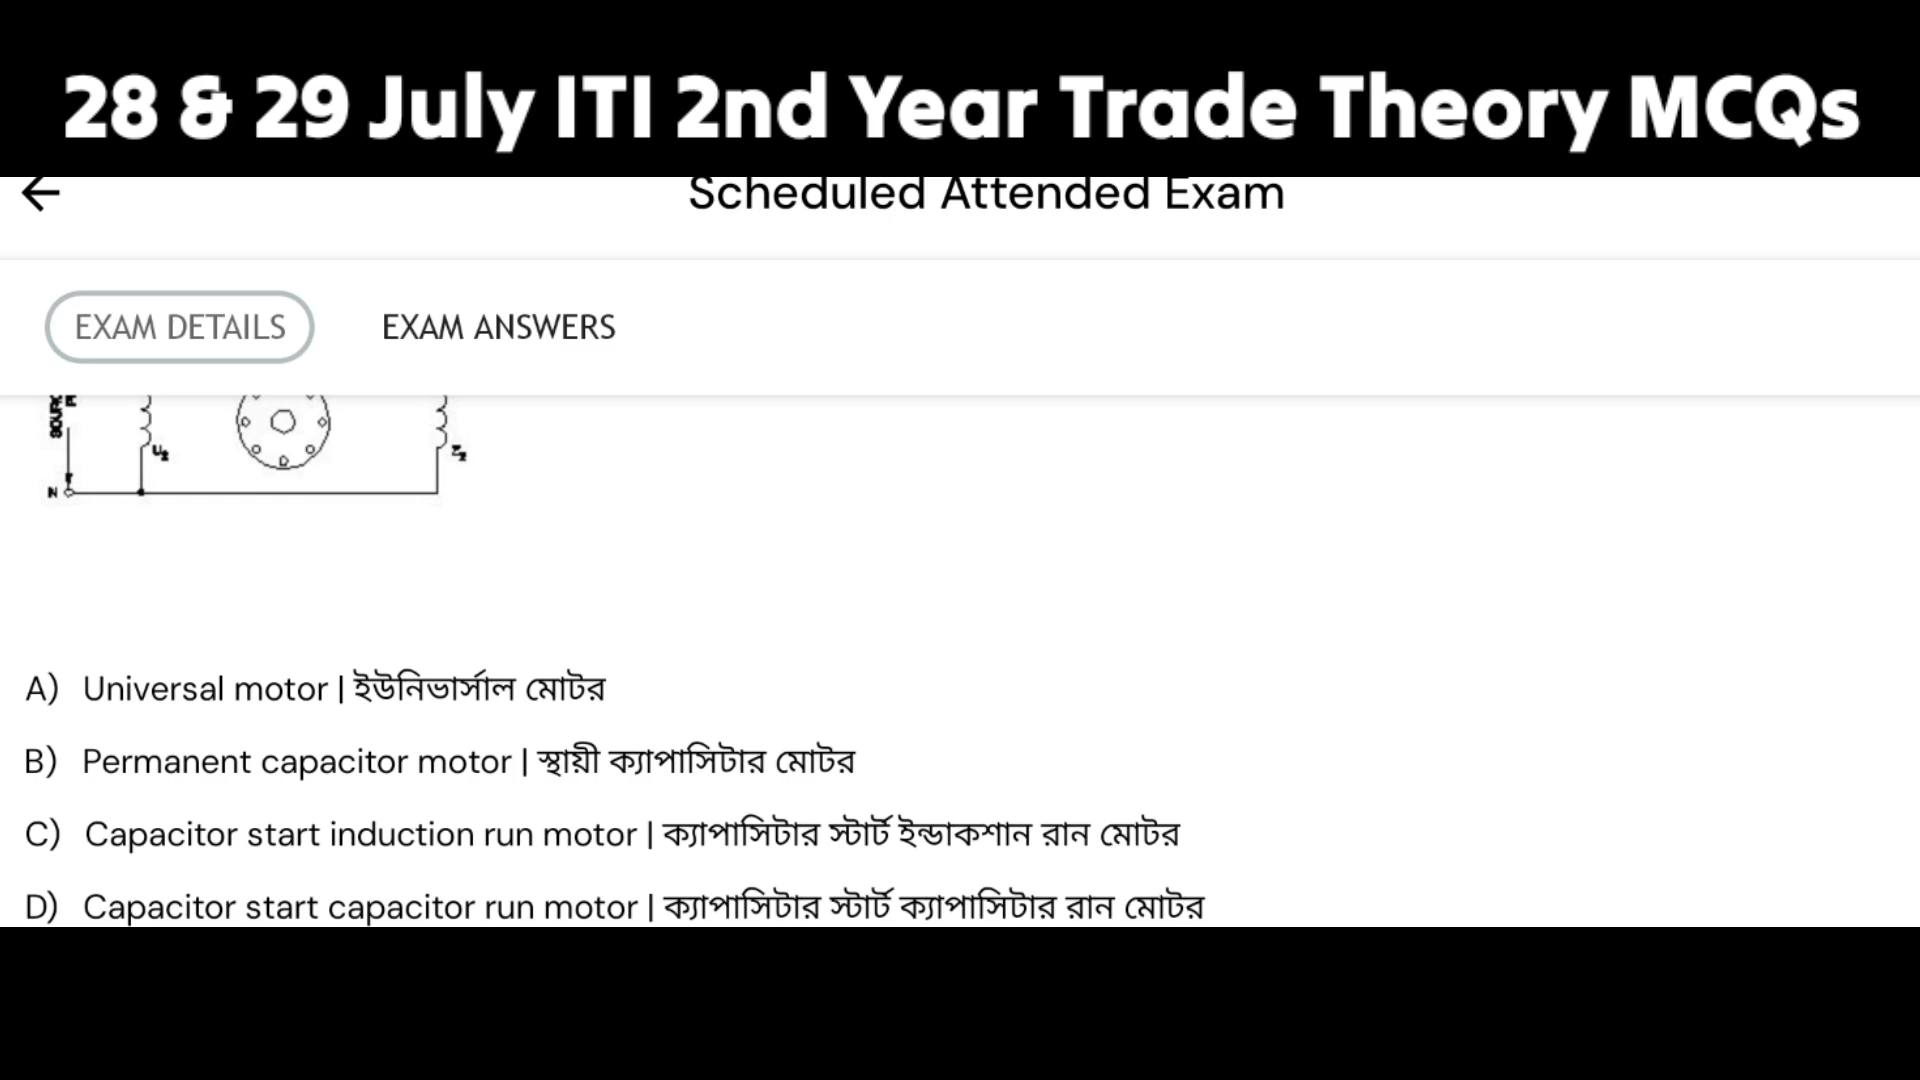 28 & 29 July ITI 2nd Year Trade Theory MCQs
Scheduled Attended Exam
EXAM DETAILS EXAM ANSWERS
U2
Z2
N
A) Universal motor | ইউনিভার্সাল মোটর
B) Permanent capacitor motor | স্থায়ী ক্যাপাসিটার মোটর
C) Capacitor start induction run motor | ক্যাপাসিটার স্টার্ট ইন্ডাকশান রান মোটর
D) Capacitor start capacitor run motor | ক্যাপাসিটার স্টার্ট ক্যাপাসিটার রান মোটর